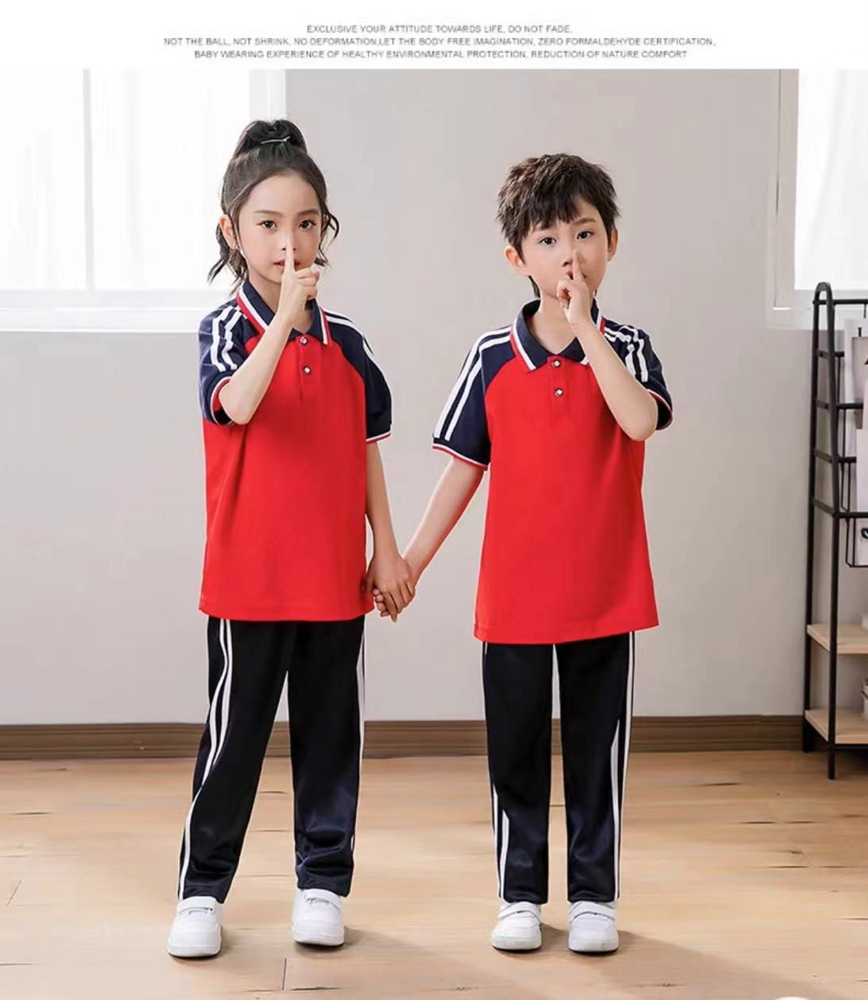 EXCLUSIVE YOUR ATTITUDE TOWARDS LIFE, DO NOT FADE,
NOT THE BALL, NOT SHRINK, NO DEFORMATION,LET THE BODY FREE IMAGINATION, ZERO FORMALDEHYDE CERTIFICATION,
BABY WEARING EXPERIENCE OF HEALTHY ENVIRONMENTAL PROTECTION, REDUCTION OF NATURE COMFORT